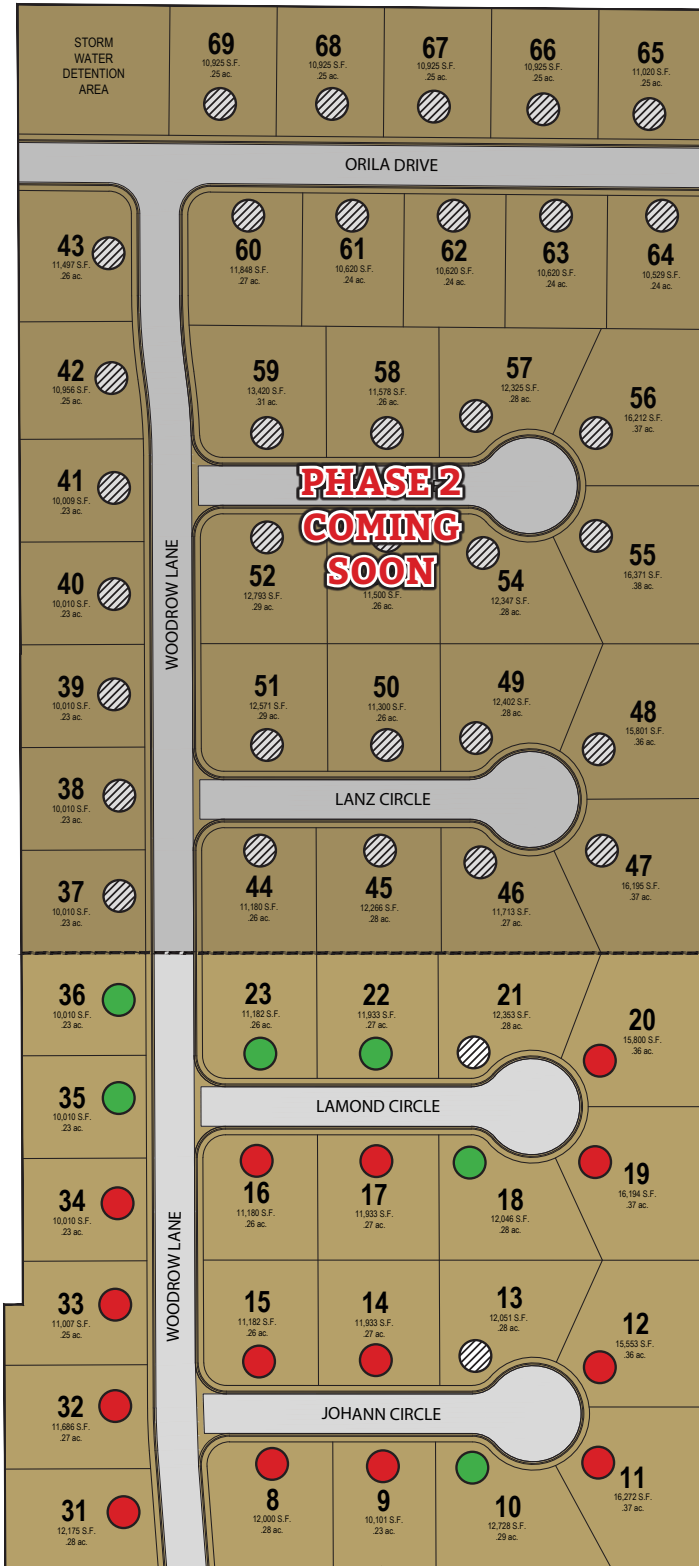 STORM
WATER
DETENTION
AREA
69
10,925 S.F.
.25 ac.
68
10,925 S.F.
.25 ac.
67
10,925 S.F.
.25 ac.
66
10,925 S.F.
.25 ac.
65
11,020 S.F.
.25 ac.
ORILA DRIVE
43
11,497 S.F.
.26 ac.
60
11,848 S.F.
.27 ac.
61
10,620 S.F.
.24 ac.
62
10,620 S.F.
.24 ac.
63
10,620 S.F.
.24 ac.
64
10,529 S.F.
.24 ac.
42
10,956 S.F.
.25 ac.
59
13,420 S.F.
.31 ac.
58
11,578 S.F.
.26 ac.
57
12,325 S.F.
.28 ac.
56
16,212 S.F.
.37 ac.
41
10,009 S.F.
.23 ac.
PHASE 2
COMING
SOON
WOODROW LANE
40
10,010 S.F.
.23 ac.
52
12,793 S.F.
.29 ac.
11,500 S.F.
.26 ac.
54
12,347 S.F.
.28 ac.
55
16,371 S.F.
.38 ac.
39
10,010 S.F.
.23 ac.
51
12,571 S.F.
.29 ac.
50
11,300 S.F.
.26 ac.
49
12,402 S.F.
.28 ac.
48
15,801 S.F.
.36 ac.
38
10,010 S.F.
.23 ac.
LANZ CIRCLE
37
10,010 S.F.
.23 ac.
44
11,180 S.F.
.26 ac.
45
12,266 S.F.
.28 ac.
46
11,713 S.F.
.27 ac.
47
16,195 S.F.
.37 ac.
36
10,010 S.F.
.23 ac.
23
11,182 S.F.
.26 ac.
22
11,933 S.F.
.27 ac.
21
12,353 S.F.
.28 ac.
20
15,800 S.F.
.36 ac.
35
10,010 S.F.
.23 ac.
LAMOND CIRCLE
34
10,010 S.F.
.23 ac.
16
11,180 S.F.
.26 ac.
17
11,933 S.F.
.27 ac.
18
12,046 S.F.
.28 ac.
19
16,194 S.F.
.37 ac.
WOODROW LANE
33
11,007 S.F.
.25 ac.
15
11,182 S.F.
.26 ac.
14
11,933 S.F.
.27 ac.
13
12,051 S.F.
.28 ac.
12
15,553 S.F.
.36 ac.
32
11,686 S.F.
.27 ac.
JOHANN CIRCLE
31
12,175 S.F.
.28 ac.
8
12,000 S.F.
.28 ac.
9
10,101 S.F.
.23 ac.
10
12,728 S.F.
.29 ac.
11
16,272 S.F.
.37 ac.